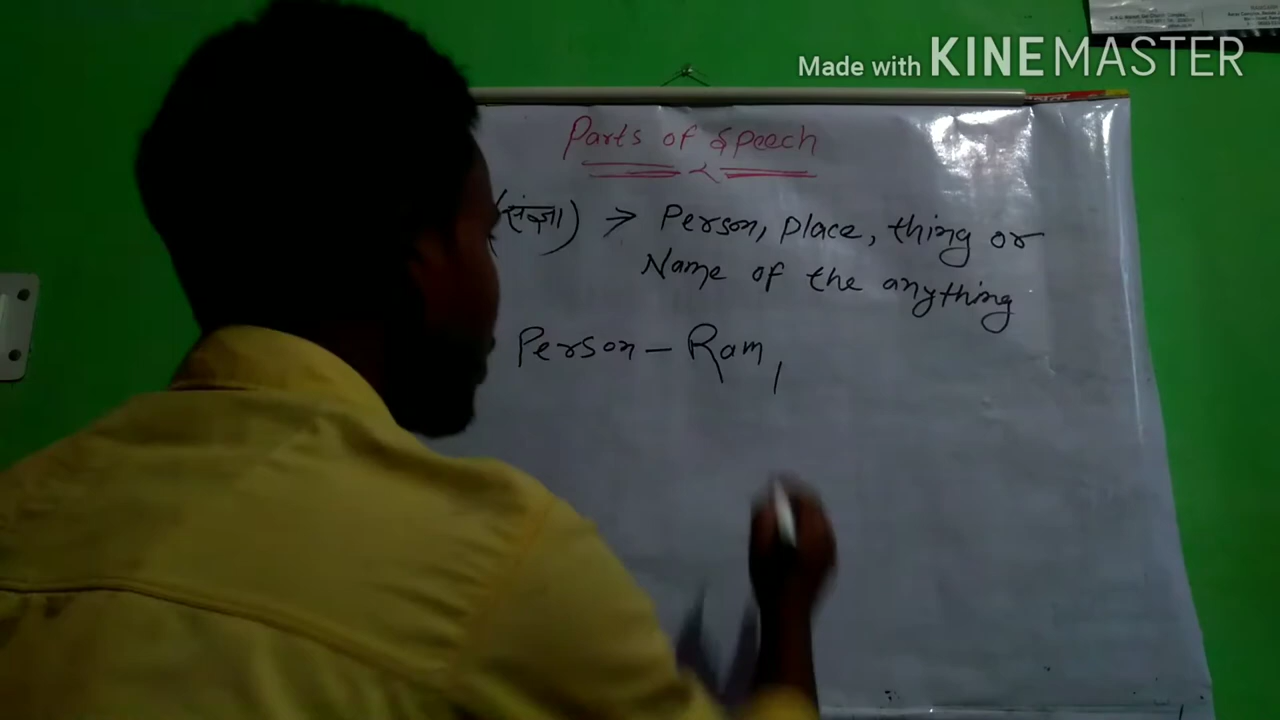 Made with KINEMASTER
Parts of Speech
(संज्ञा) → Person, Place, thing or
Name of the anything
Person – Ram,